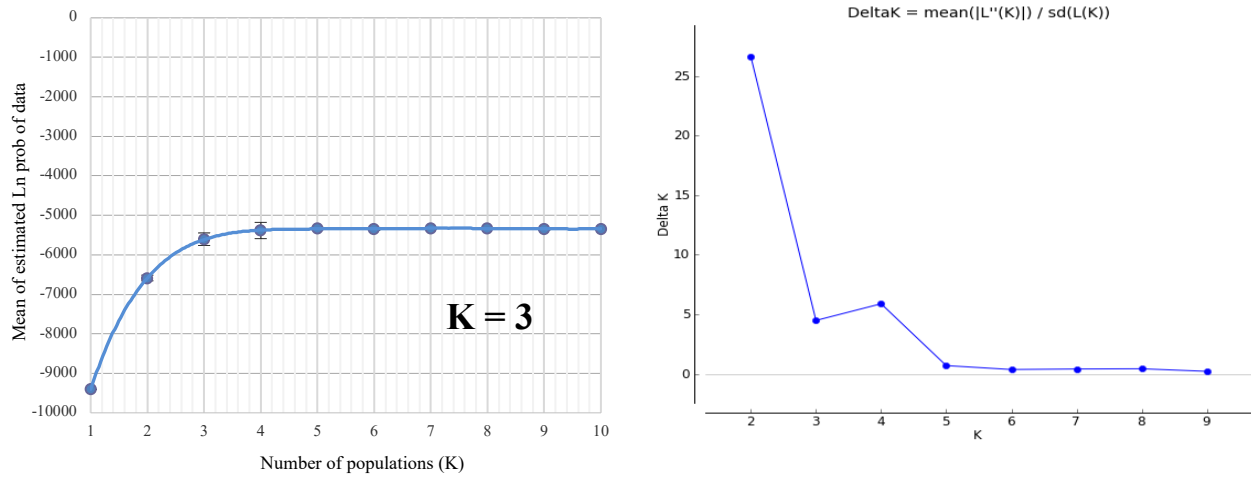 0
-1000
-2000
-3000
-4000
-5000
-6000
-7000
-8000
-9000
-10000
Mean of estimated Ln prob of data
K = 3
1 2 3 4 5 6 7 8 9 10
Number of populations (K)
DeltaK = mean(|L''(K)|) / sd(L(K))
25
20
15
10
5
0
Delta K
2 3 4 5 6 7 8 9
K